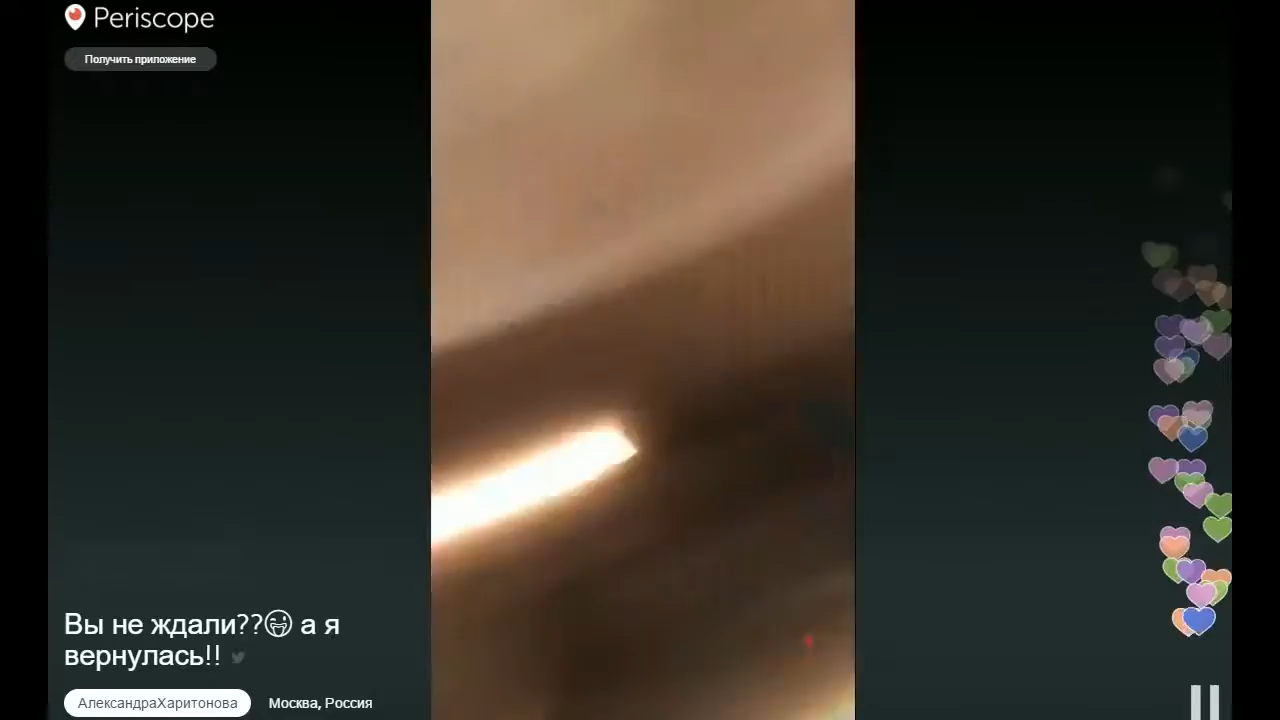 Periscope
Получить приложение
Вы не ждали??😜 а я
вернулась!!
АлександраХаритонова
Москва, Россия